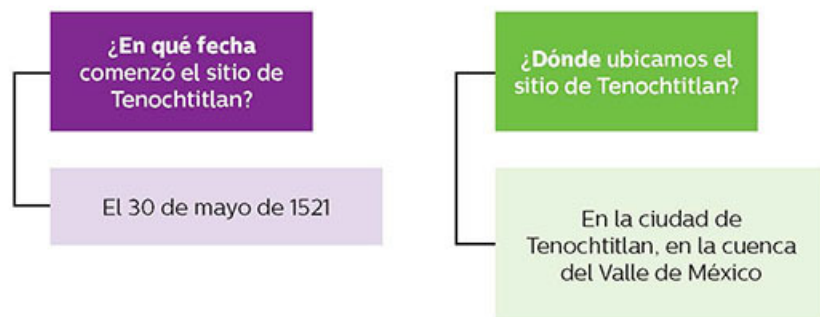 ¿En qué fecha
comenzó el sitio de
Tenochtitlan?
El 30 de mayo de 1521
¿Dónde ubicamos el
sitio de Tenochtitlan?
En la ciudad de
Tenochtitlan, en la cuenca
del Valle de México